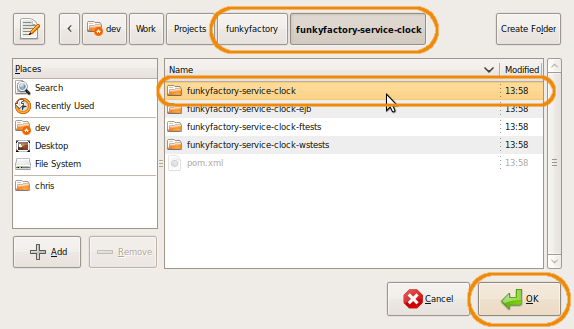 dev Work Projects funkyfactory funkyfactory-service-clock Create Folder
Places
Search
Recently Used
dev
Desktop
File System
chris
Name Modified
funkyfactory-service-clock 13:58
funkyfactory-service-clock-ejb 13:58
funkyfactory-service-clock-ftests 13:58
funkyfactory-service-clock-wstests 13:58
pom.xml 13:58
Add Remove
Cancel OK